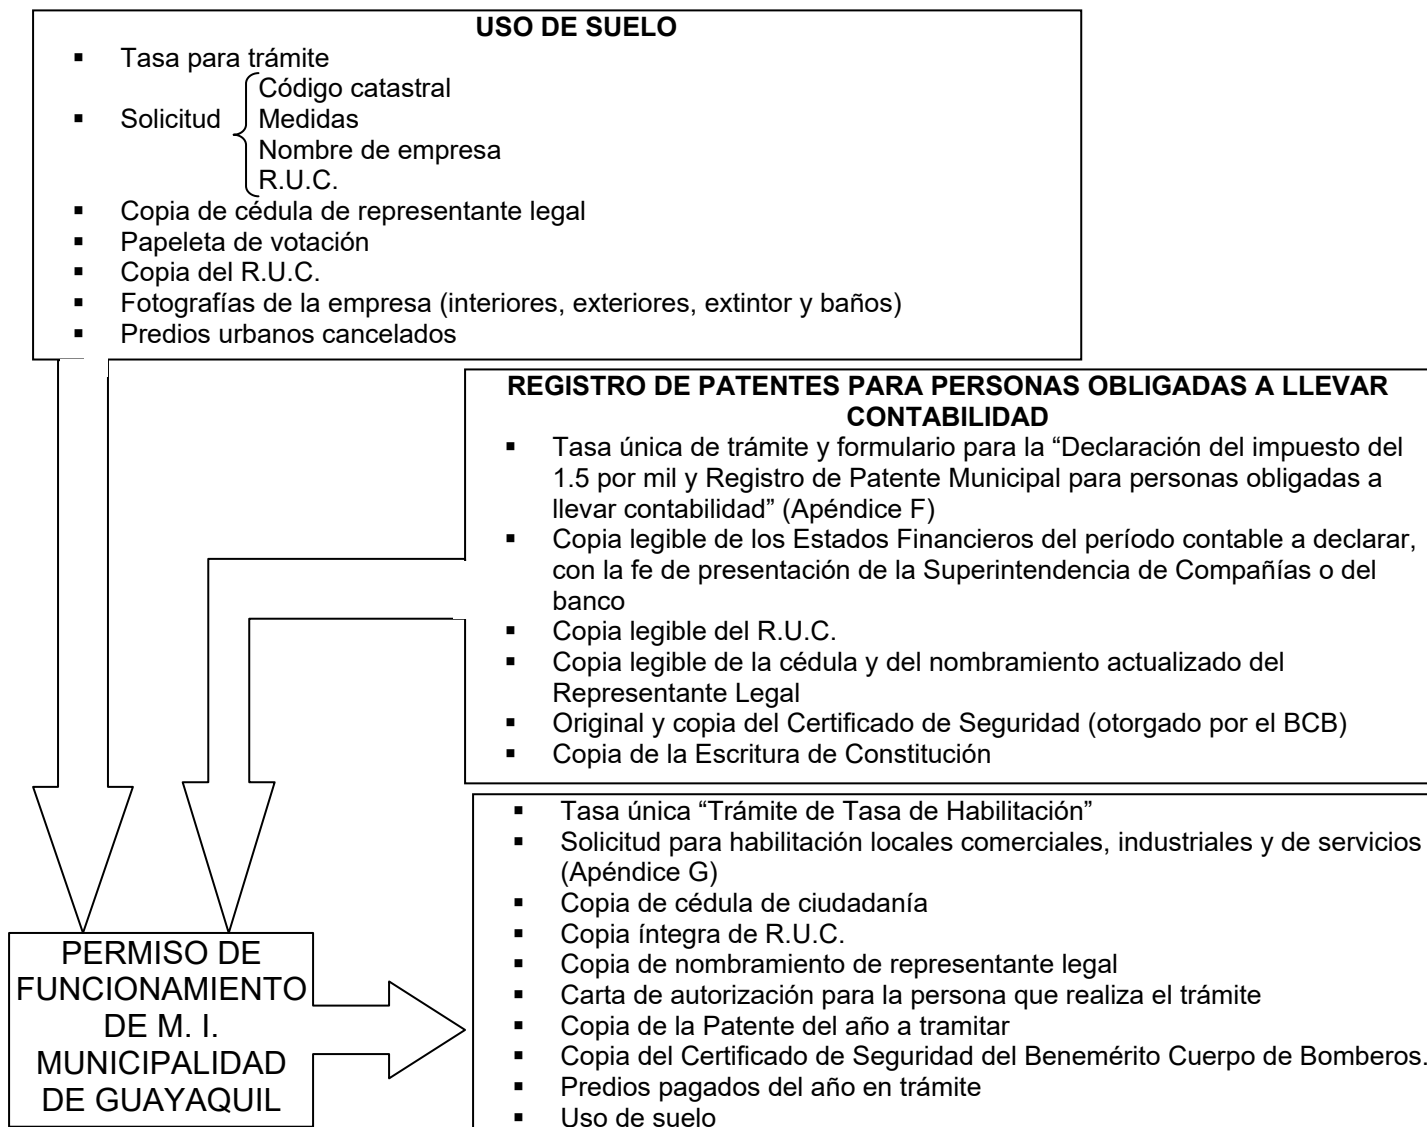 USO DE SUELO
▪ Tasa para trámite
Código catastral
▪ Solicitud Medidas
Nombre de empresa
R.U.C.
▪ Copia de cédula de representante legal
▪ Papeleta de votación
▪ Copia del R.U.C.
▪ Fotografías de la empresa (interiores, exteriores, extintor y baños)
▪ Predios urbanos cancelados
REGISTRO DE PATENTES PARA PERSONAS OBLIGADAS A LLEVAR
CONTABILIDAD
▪ Tasa única de trámite y formulario para la “Declaración del impuesto del
1.5 por mil y Registro de Patente Municipal para personas obligadas a
llevar contabilidad” (Apéndice F)
▪ Copia legible de los Estados Financieros del período contable a declarar,
con la fe de presentación de la Superintendencia de Compañías o del
banco
▪ Copia legible del R.U.C.
▪ Copia legible de la cédula y del nombramiento actualizado del
Representante Legal
▪ Original y copia del Certificado de Seguridad (otorgado por el BCB)
▪ Copia de la Escritura de Constitución
PERMISO DE
FUNCIONAMIENTO
DE M. I.
MUNICIPALIDAD
DE GUAYAQUIL
▪ Tasa única “Trámite de Tasa de Habilitación”
▪ Solicitud para habilitación locales comerciales, industriales y de servicios
(Apéndice G)
▪ Copia de cédula de ciudadanía
▪ Copia íntegra de R.U.C.
▪ Copia de nombramiento de representante legal
▪ Carta de autorización para la persona que realiza el trámite
▪ Copia de la Patente del año a tramitar
▪ Copia del Certificado de Seguridad del Benemérito Cuerpo de Bomberos.
▪ Predios pagados del año en trámite
▪ Uso de suelo